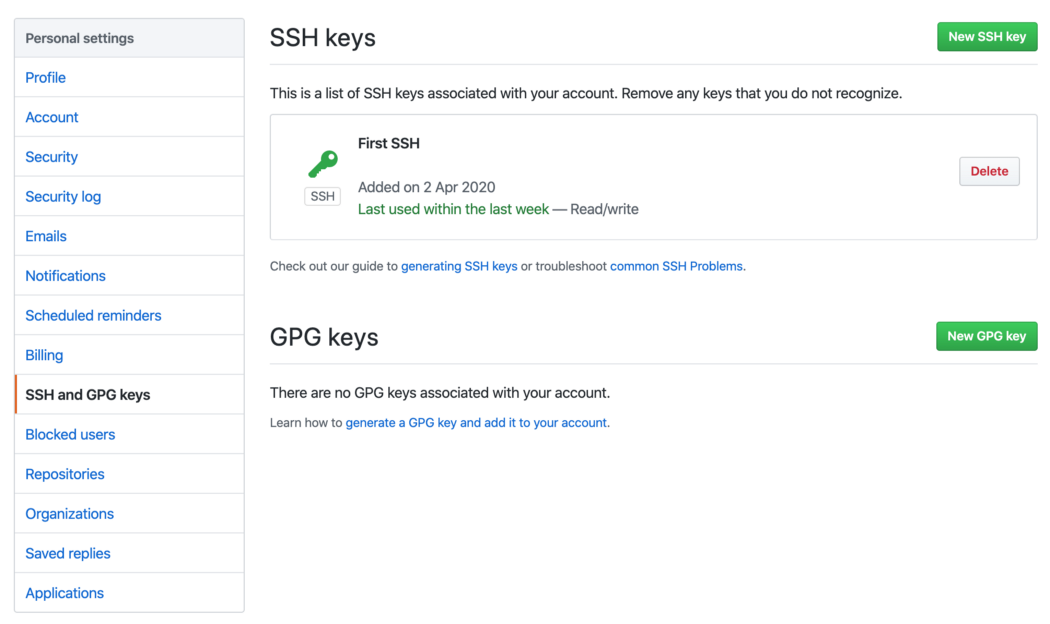 Personal settings
Profile
Account
Security
Security log
Emails
Notifications
Scheduled reminders
Billing
SSH and GPG keys
Blocked users
Repositories
Organizations
Saved replies
Applications
SSH keys
New SSH key
This is a list of SSH keys associated with your account. Remove any keys that you do not recognize.
First SSH
SSH
Added on 2 Apr 2020
Last used within the last week — Read/write
Delete
Check out our guide to generating SSH keys or troubleshoot common SSH Problems.
GPG keys
New GPG key
There are no GPG keys associated with your account.
Learn how to generate a GPG key and add it to your account.